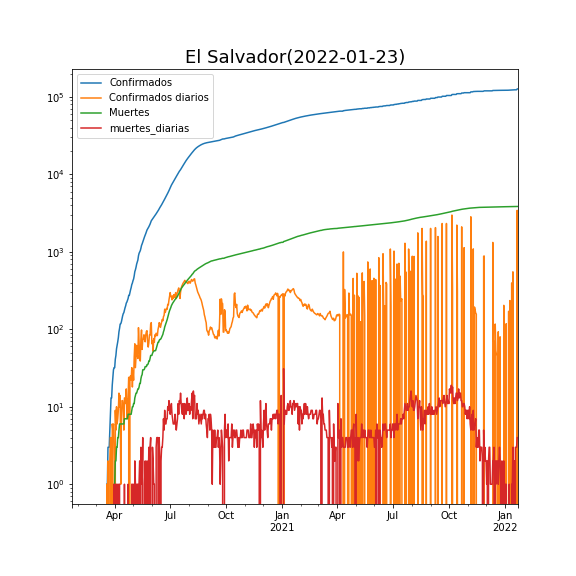 El Salvador(2022-01-23)
Confirmados
Confirmados diarios
Muertes
muertes_diarias
10⁵
10⁴
10³
10²
10¹
10⁰
Apr Jul Oct Jan Apr Jul Oct Jan
2021 2022